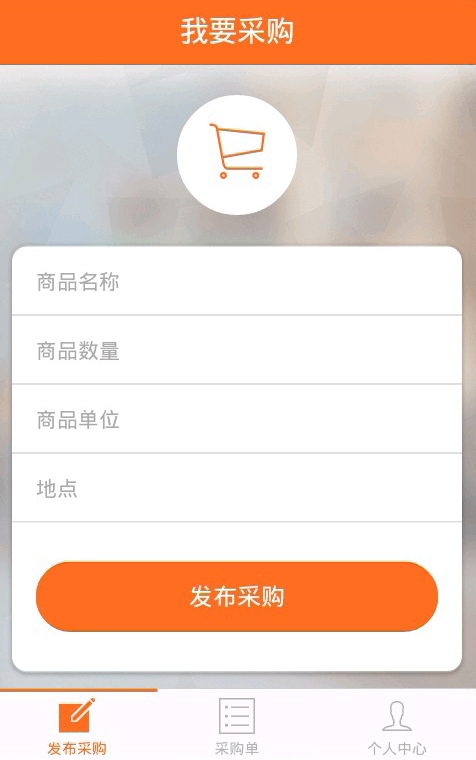 我要采购
商品名称
商品数量
商品单位
地点
发布采购
发布采购
采购单
个人中心